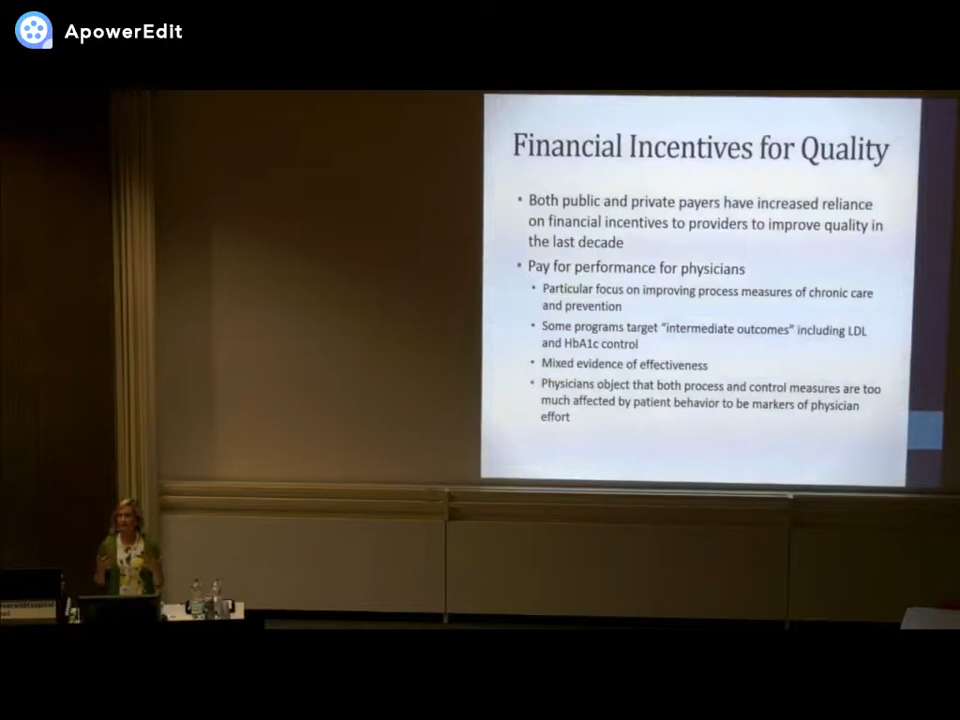 ApowerEdit
Financial Incentives for Quality
• Both public and private payers have increased reliance
on financial incentives to providers to improve quality in
the last decade
• Pay for performance for physicians
• Particular focus on improving process measures of chronic care
and prevention
• Some programs target “intermediate outcomes” including LDL
and HbA1c control
• Mixed evidence of effectiveness
• Physicians object that both process and control measures are too
much affected by patient behavior to be markers of physician
effort